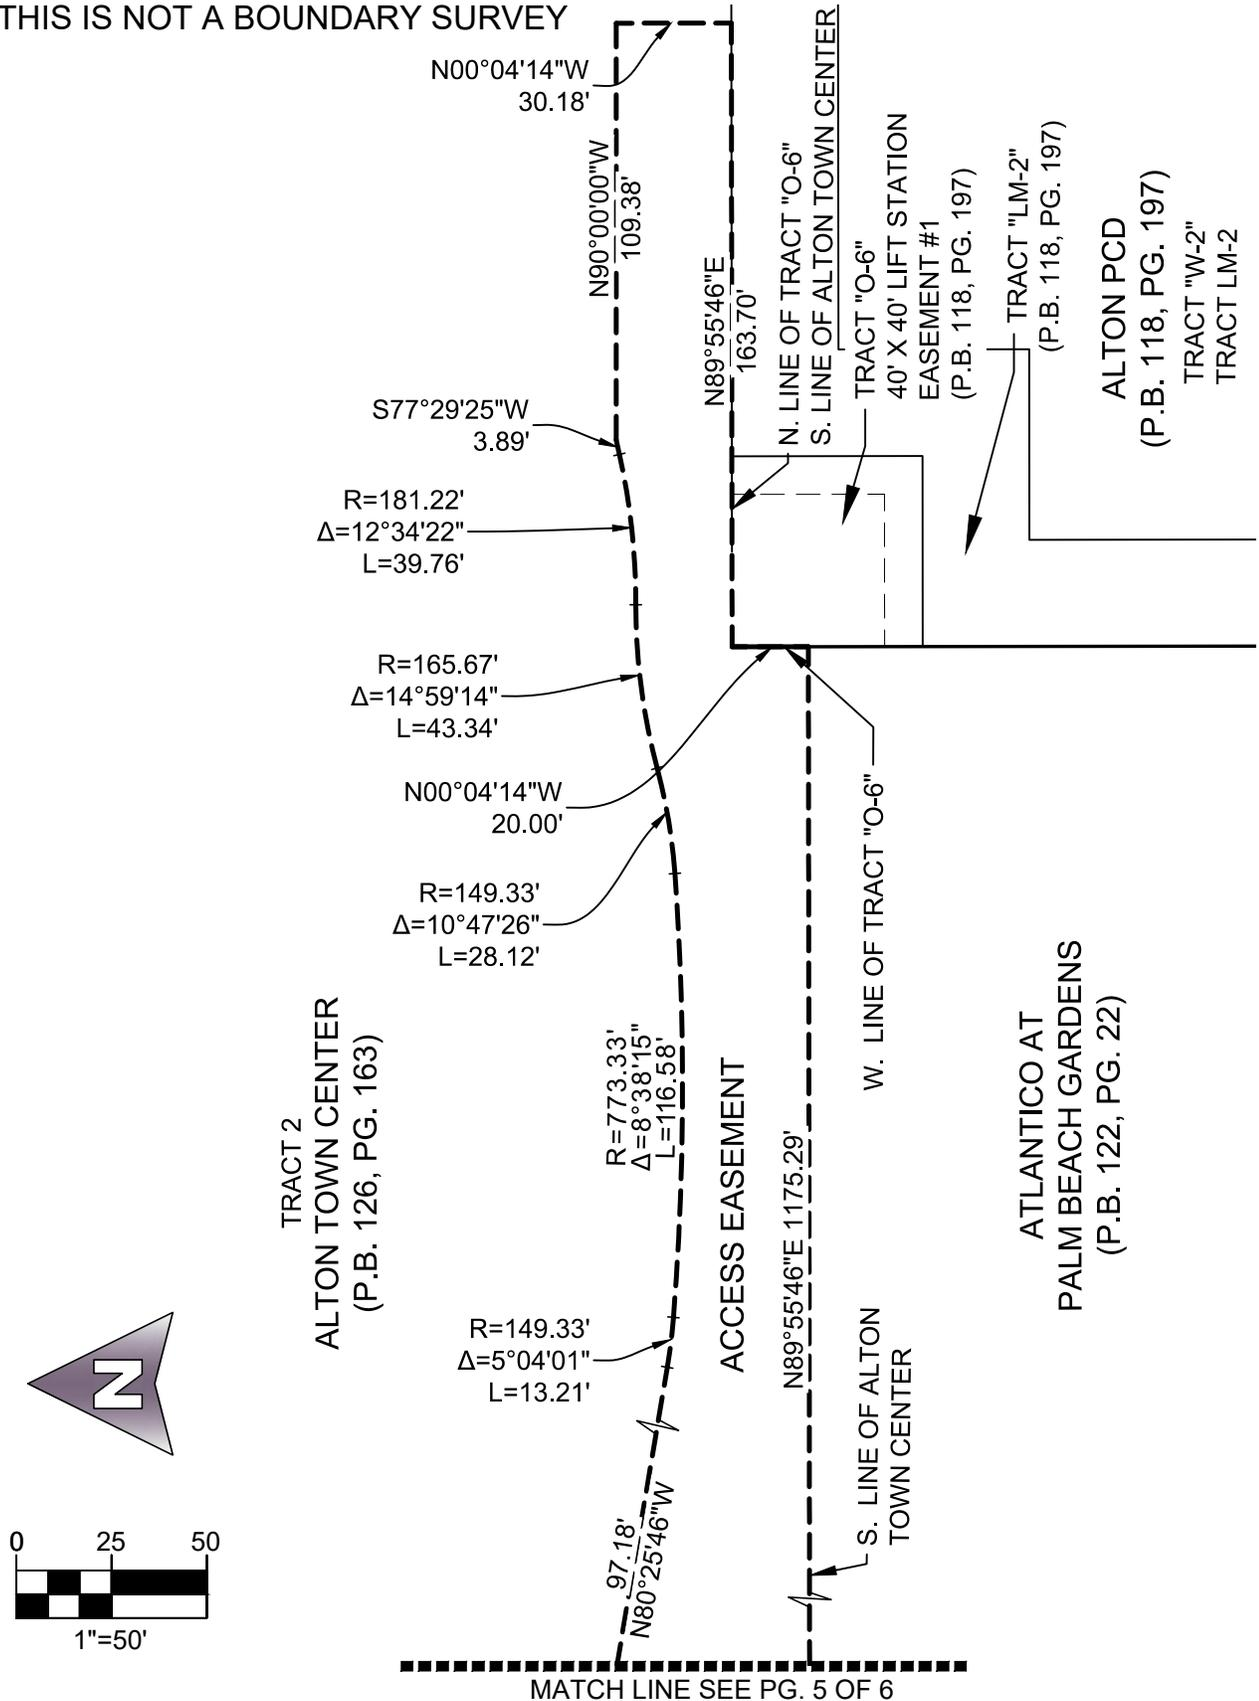 THIS IS NOT A BOUNDARY SURVEY
N00°04'14"W
30.18'
N90°00'00"W
109.38'
N89°55'46"E
163.70'
N. LINE OF TRACT "O-6"
S. LINE OF ALTON TOWN CENTER
TRACT "O-6"
40' X 40' LIFT STATION
EASEMENT #1
(P.B. 118, PG. 197)
TRACT "LM-2"
(P.B. 118, PG. 197)
ALTON PCD
(P.B. 118, PG. 197)
TRACT "W-2"
TRACT LM-2
S77°29'25"W
3.89'
R=181.22'
Δ=12°34'22"
L=39.76'
R=165.67'
Δ=14°59'14"
L=43.34'
N00°04'14"W
20.00'
R=149.33'
Δ=10°47'26"
L=28.12'
W. LINE OF TRACT "O-6"
TRACT 2
ALTON TOWN CENTER
(P.B. 126, PG. 163)
R=773.33'
Δ=8°38'15"
L=116.58'
ACCESS EASEMENT
N89°55'46"E 1175.29'
ATLANTICO AT
PALM BEACH GARDENS
(P.B. 122, PG. 22)
R=149.33'
Δ=5°04'01"
L=13.21'
S. LINE OF ALTON
TOWN CENTER
97.18'
N80°25'46"W
N
0 25 50
1"=50'
MATCH LINE SEE PG. 5 OF 6